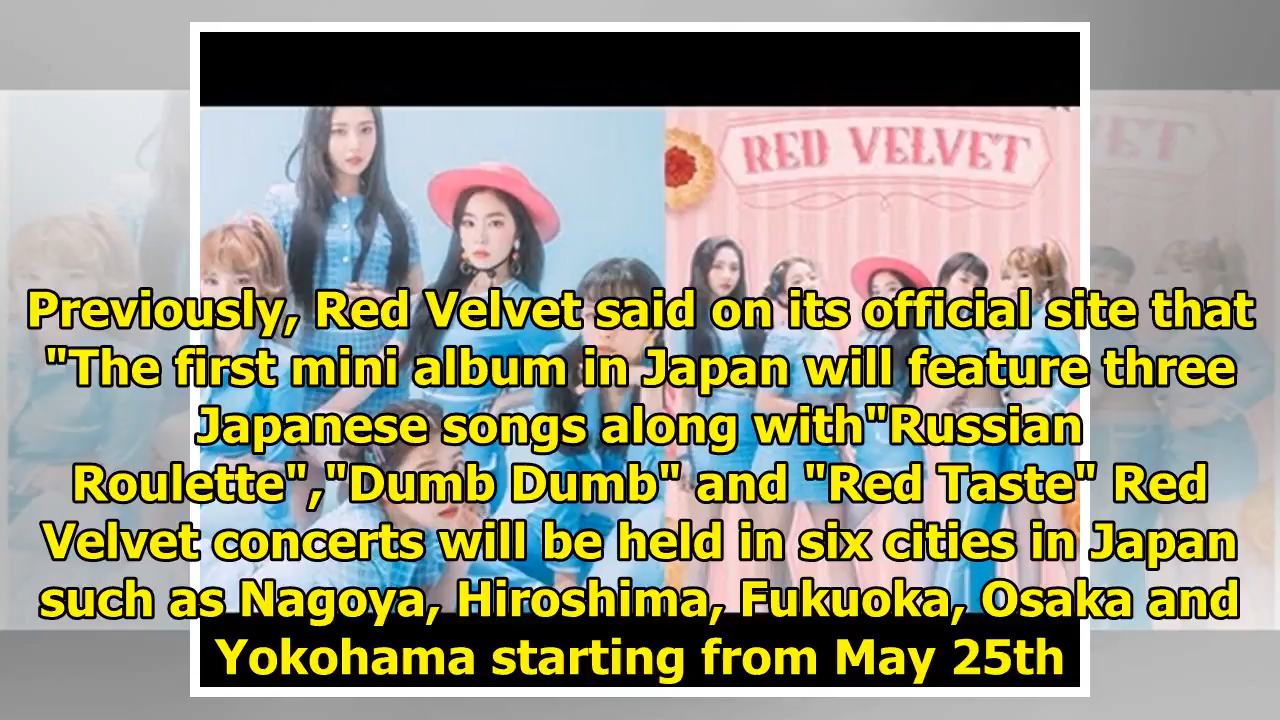 RED VELVET
Previously, Red Velvet said on its official site that
"The first mini album in Japan will feature three
Japanese songs along with"Russian
Roulette","Dumb Dumb" and "Red Taste" Red
Velvet concerts will be held in six cities in Japan
such as Nagoya, Hiroshima, Fukuoka, Osaka and
Yokohama starting from May 25th